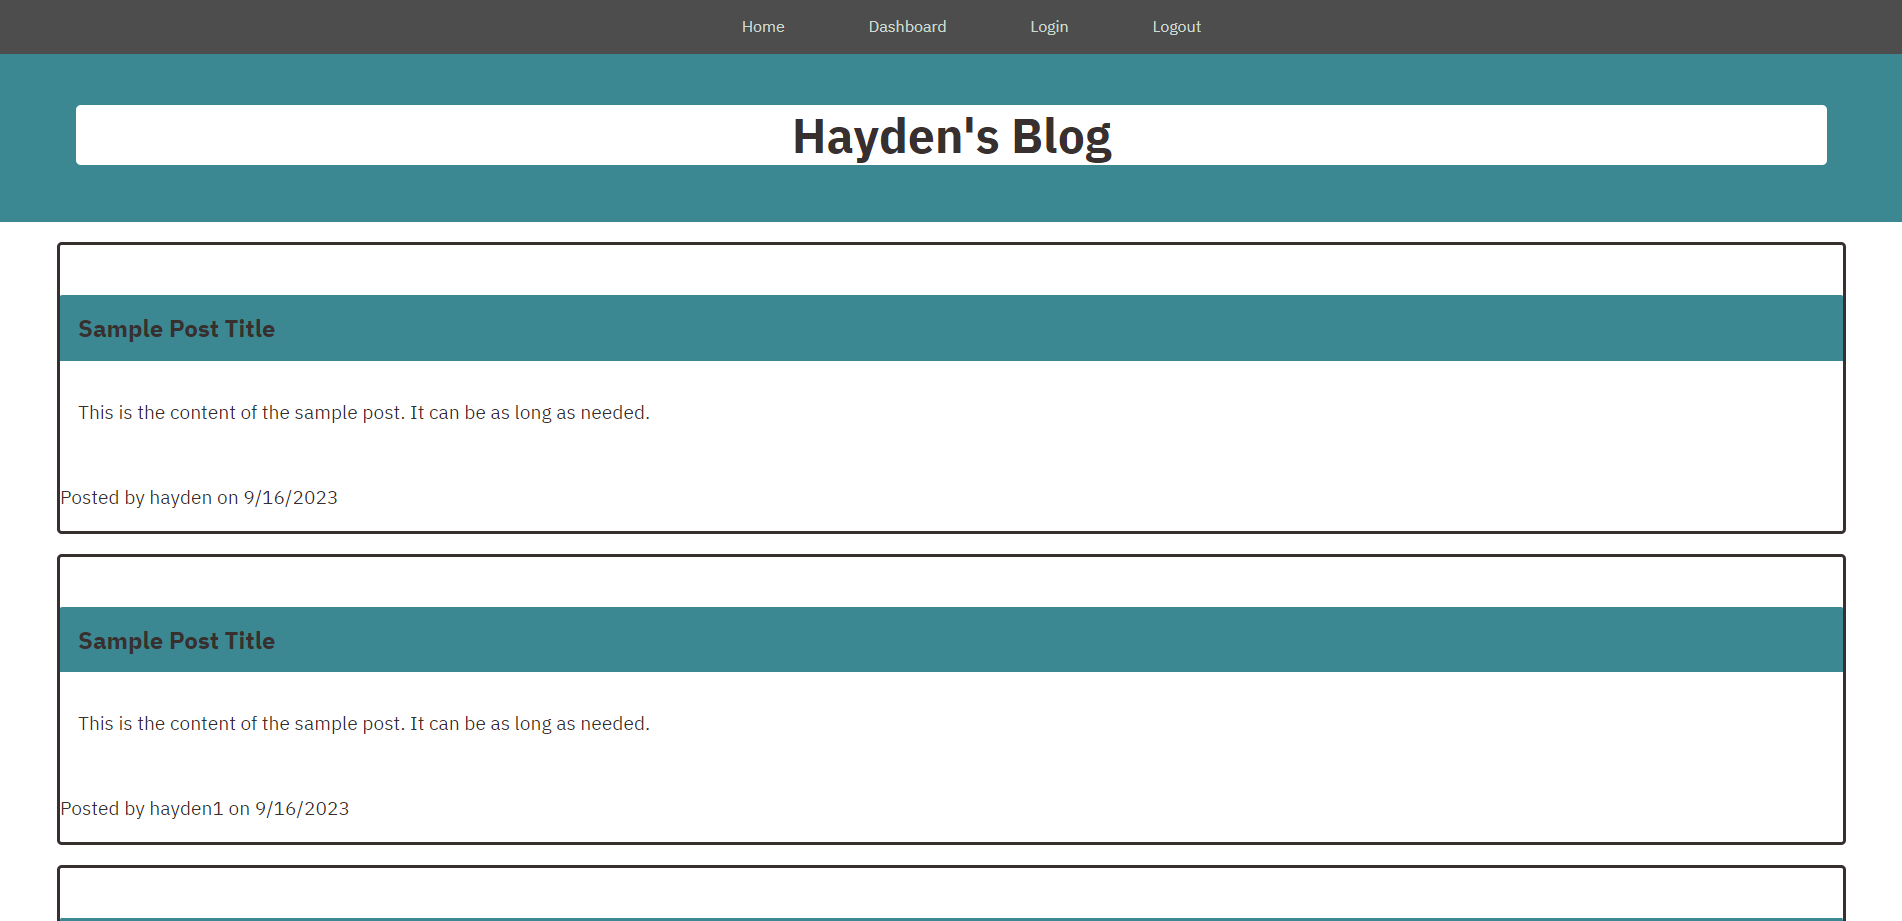 Home Dashboard Login Logout
Hayden's Blog
Sample Post Title
This is the content of the sample post. It can be as long as needed.
Posted by hayden on 9/16/2023
Sample Post Title
This is the content of the sample post. It can be as long as needed.
Posted by hayden1 on 9/16/2023